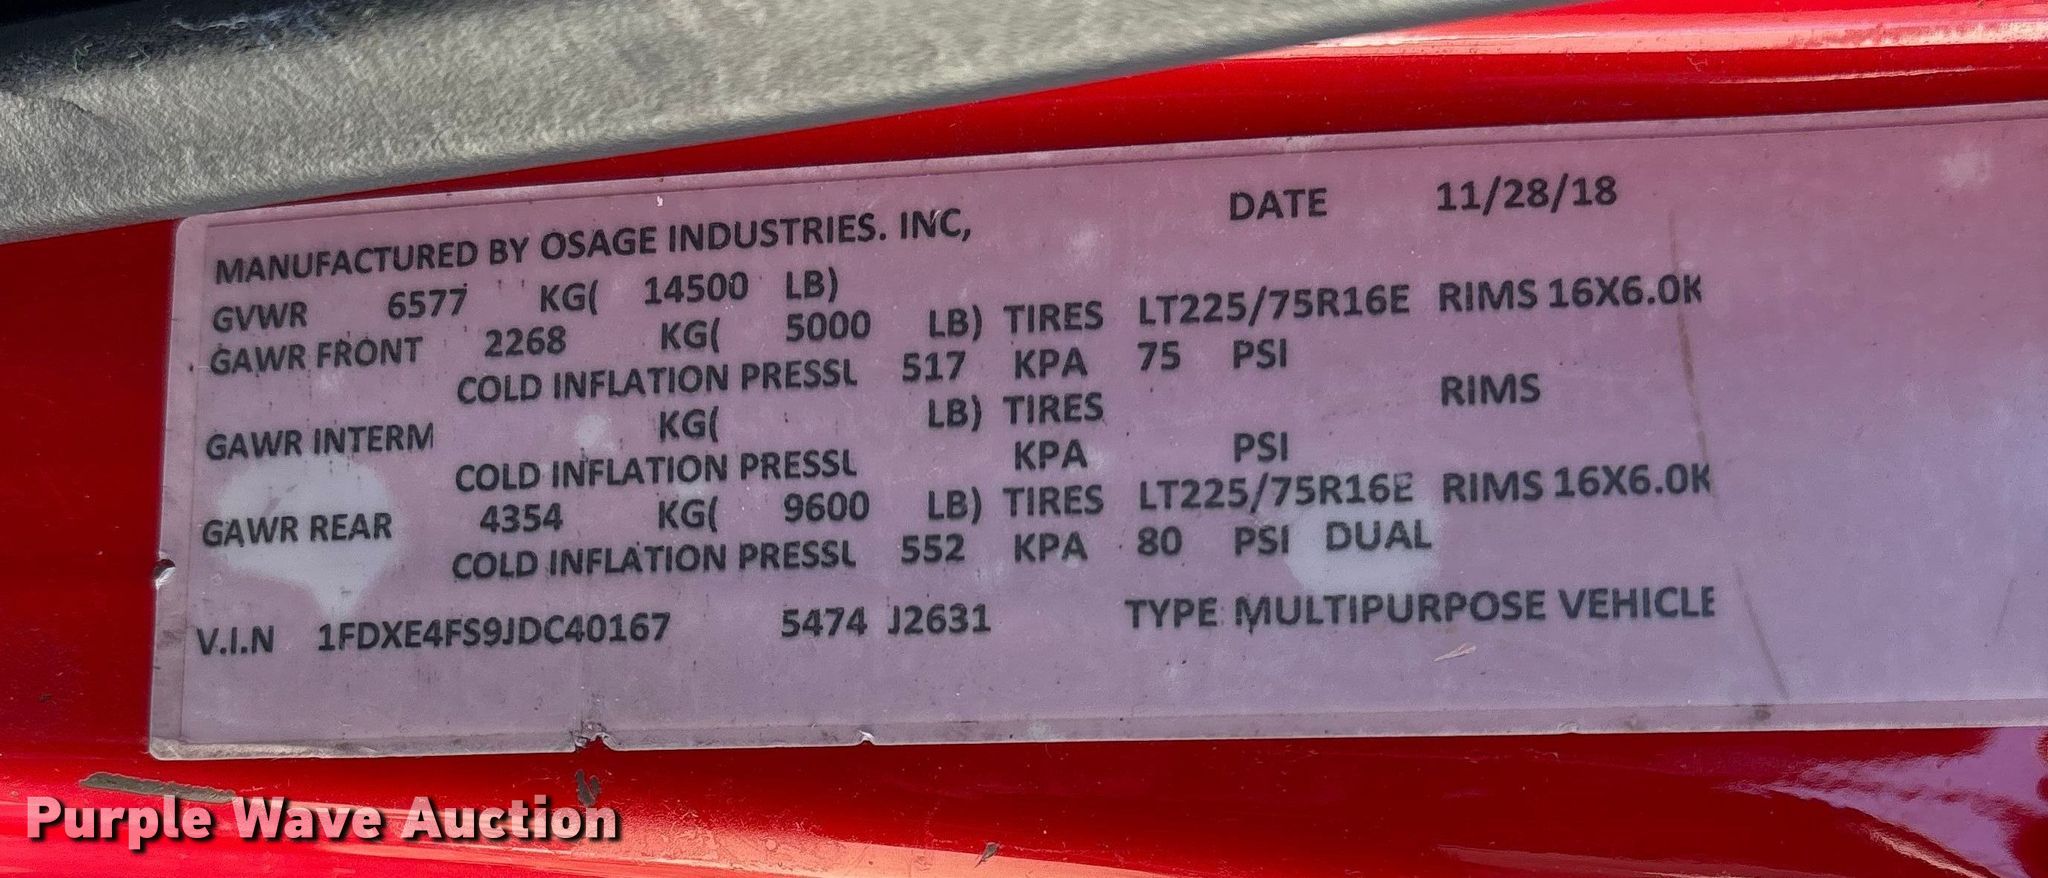 MANUFACTURED BY OSAGE INDUSTRIES. INC, DATE 11/28/18
GVWR 6577 KG( 14500 LB)
GAWR FRONT 2268 KG( 5000 LB) TIRES LT225/75R16E RIMS 16X6.0K
COLD INFLATION PRESSL 517 KPA 75 PSI
GAWR INTERM KG( LB) TIRES RIMS
COLD INFLATION PRESSL KPA PSI
GAWR REAR 4354 KG( 9600 LB) TIRES LT225/75R16E RIMS 16X6.0K
COLD INFLATION PRESSL 552 KPA 80 PSI DUAL
V.I.N 1FDXE4FS9JDC40167 5474 J2631 TYPE MULTIPURPOSE VEHICLE
Purple Wave Auction